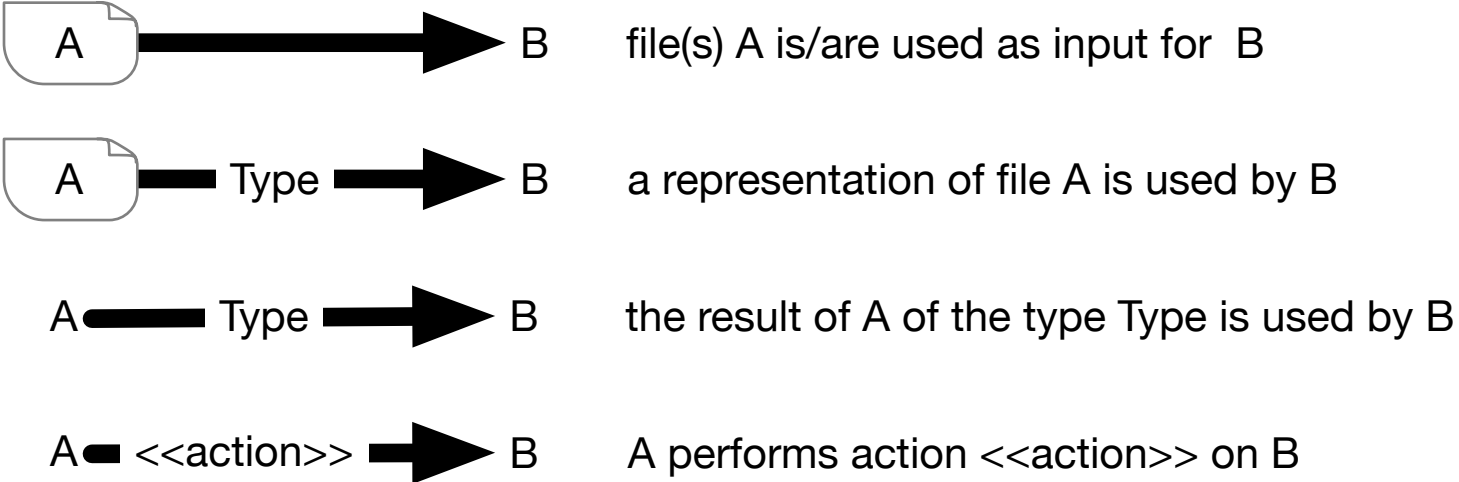 A B file(s) A is/are used as input for B
A Type B a representation of file A is used by B
A Type B the result of A of the type Type is used by B
A <<action>> B A performs action <<action>> on B